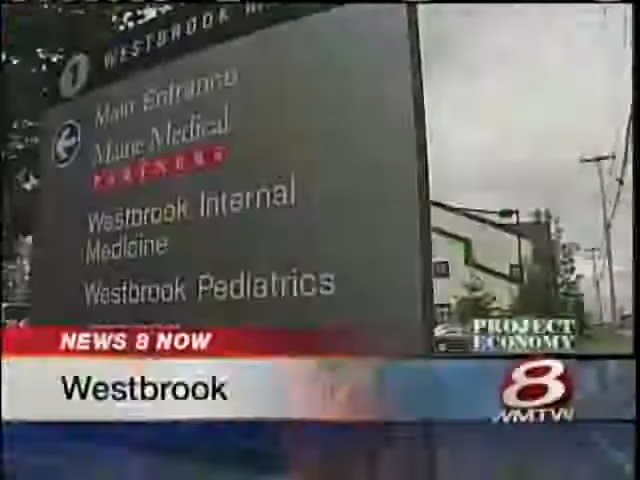 1 WESTBROOK
Main Entrance
Maine Medical
PARTNERS
Westbrook Internal
Medicine
Westbrook Pediatrics
PROJECT
ECONOMY
NEWS 8 NOW
Westbrook
8
WMTW